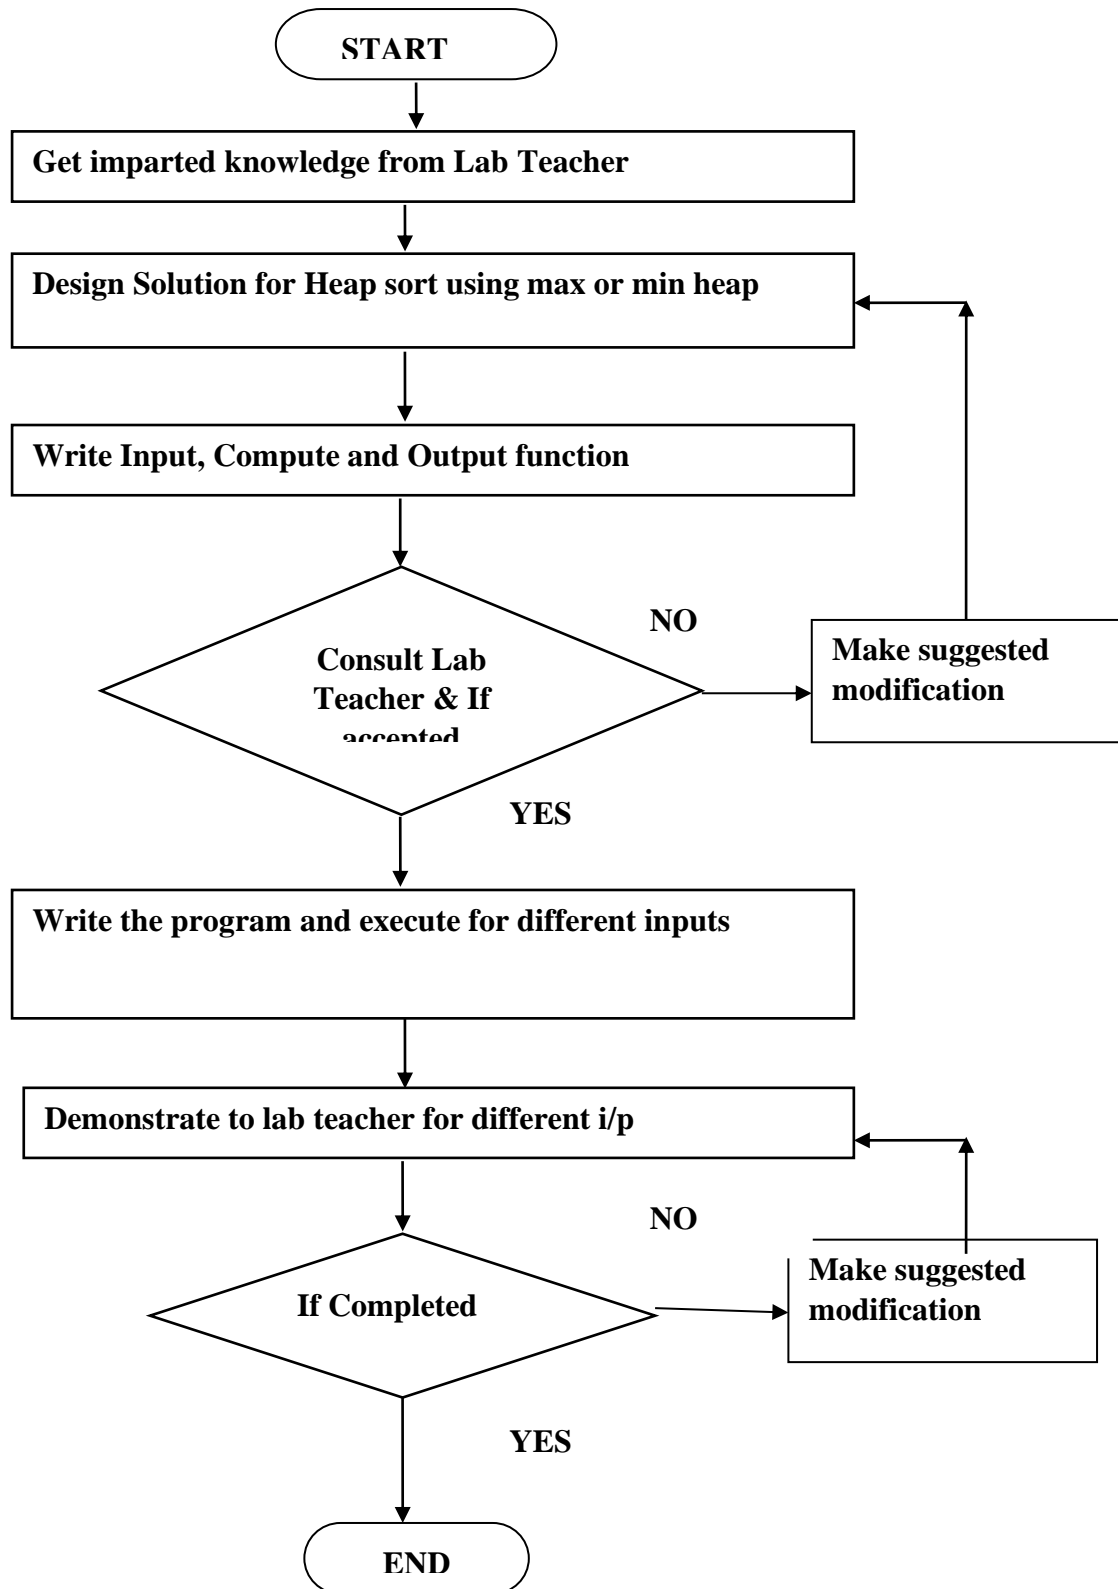 START
Get imparted knowledge from Lab Teacher
Design Solution for Heap sort using max or min heap
Write Input, Compute and Output function
NO
Make suggested
modification
Consult Lab
Teacher & If
accepted
YES
Write the program and execute for different inputs
Demonstrate to lab teacher for different i/p
NO
Make suggested
modification
If Completed
YES
END